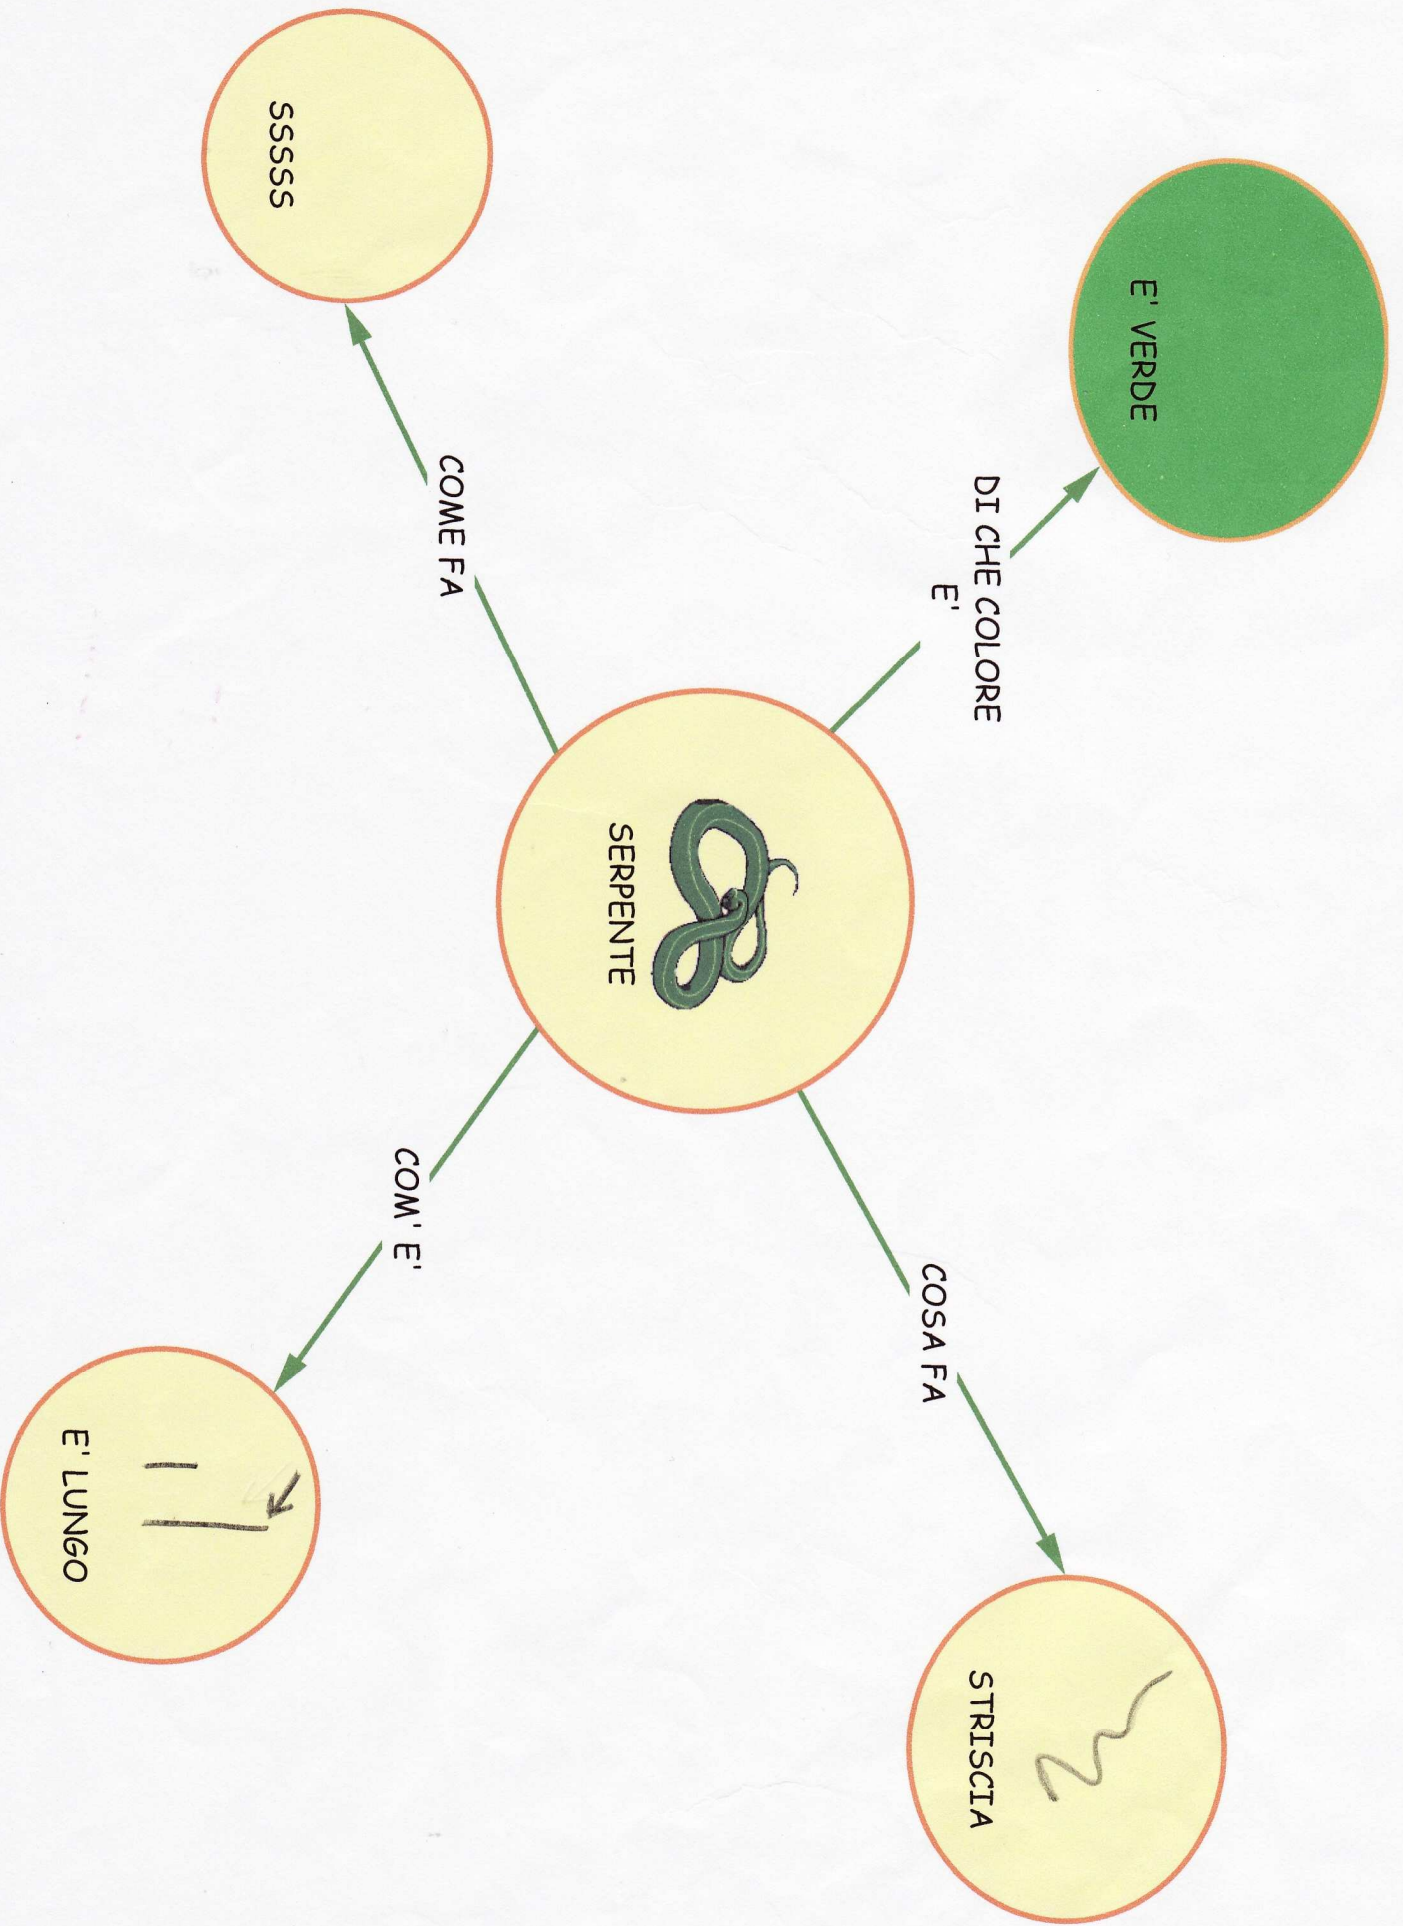 E' VERDE
DI CHE COLORE
E'
COSA FA
STRISCIA
SERPENTE
COME FA
SSSSS
COM' E'
E' LUNGO